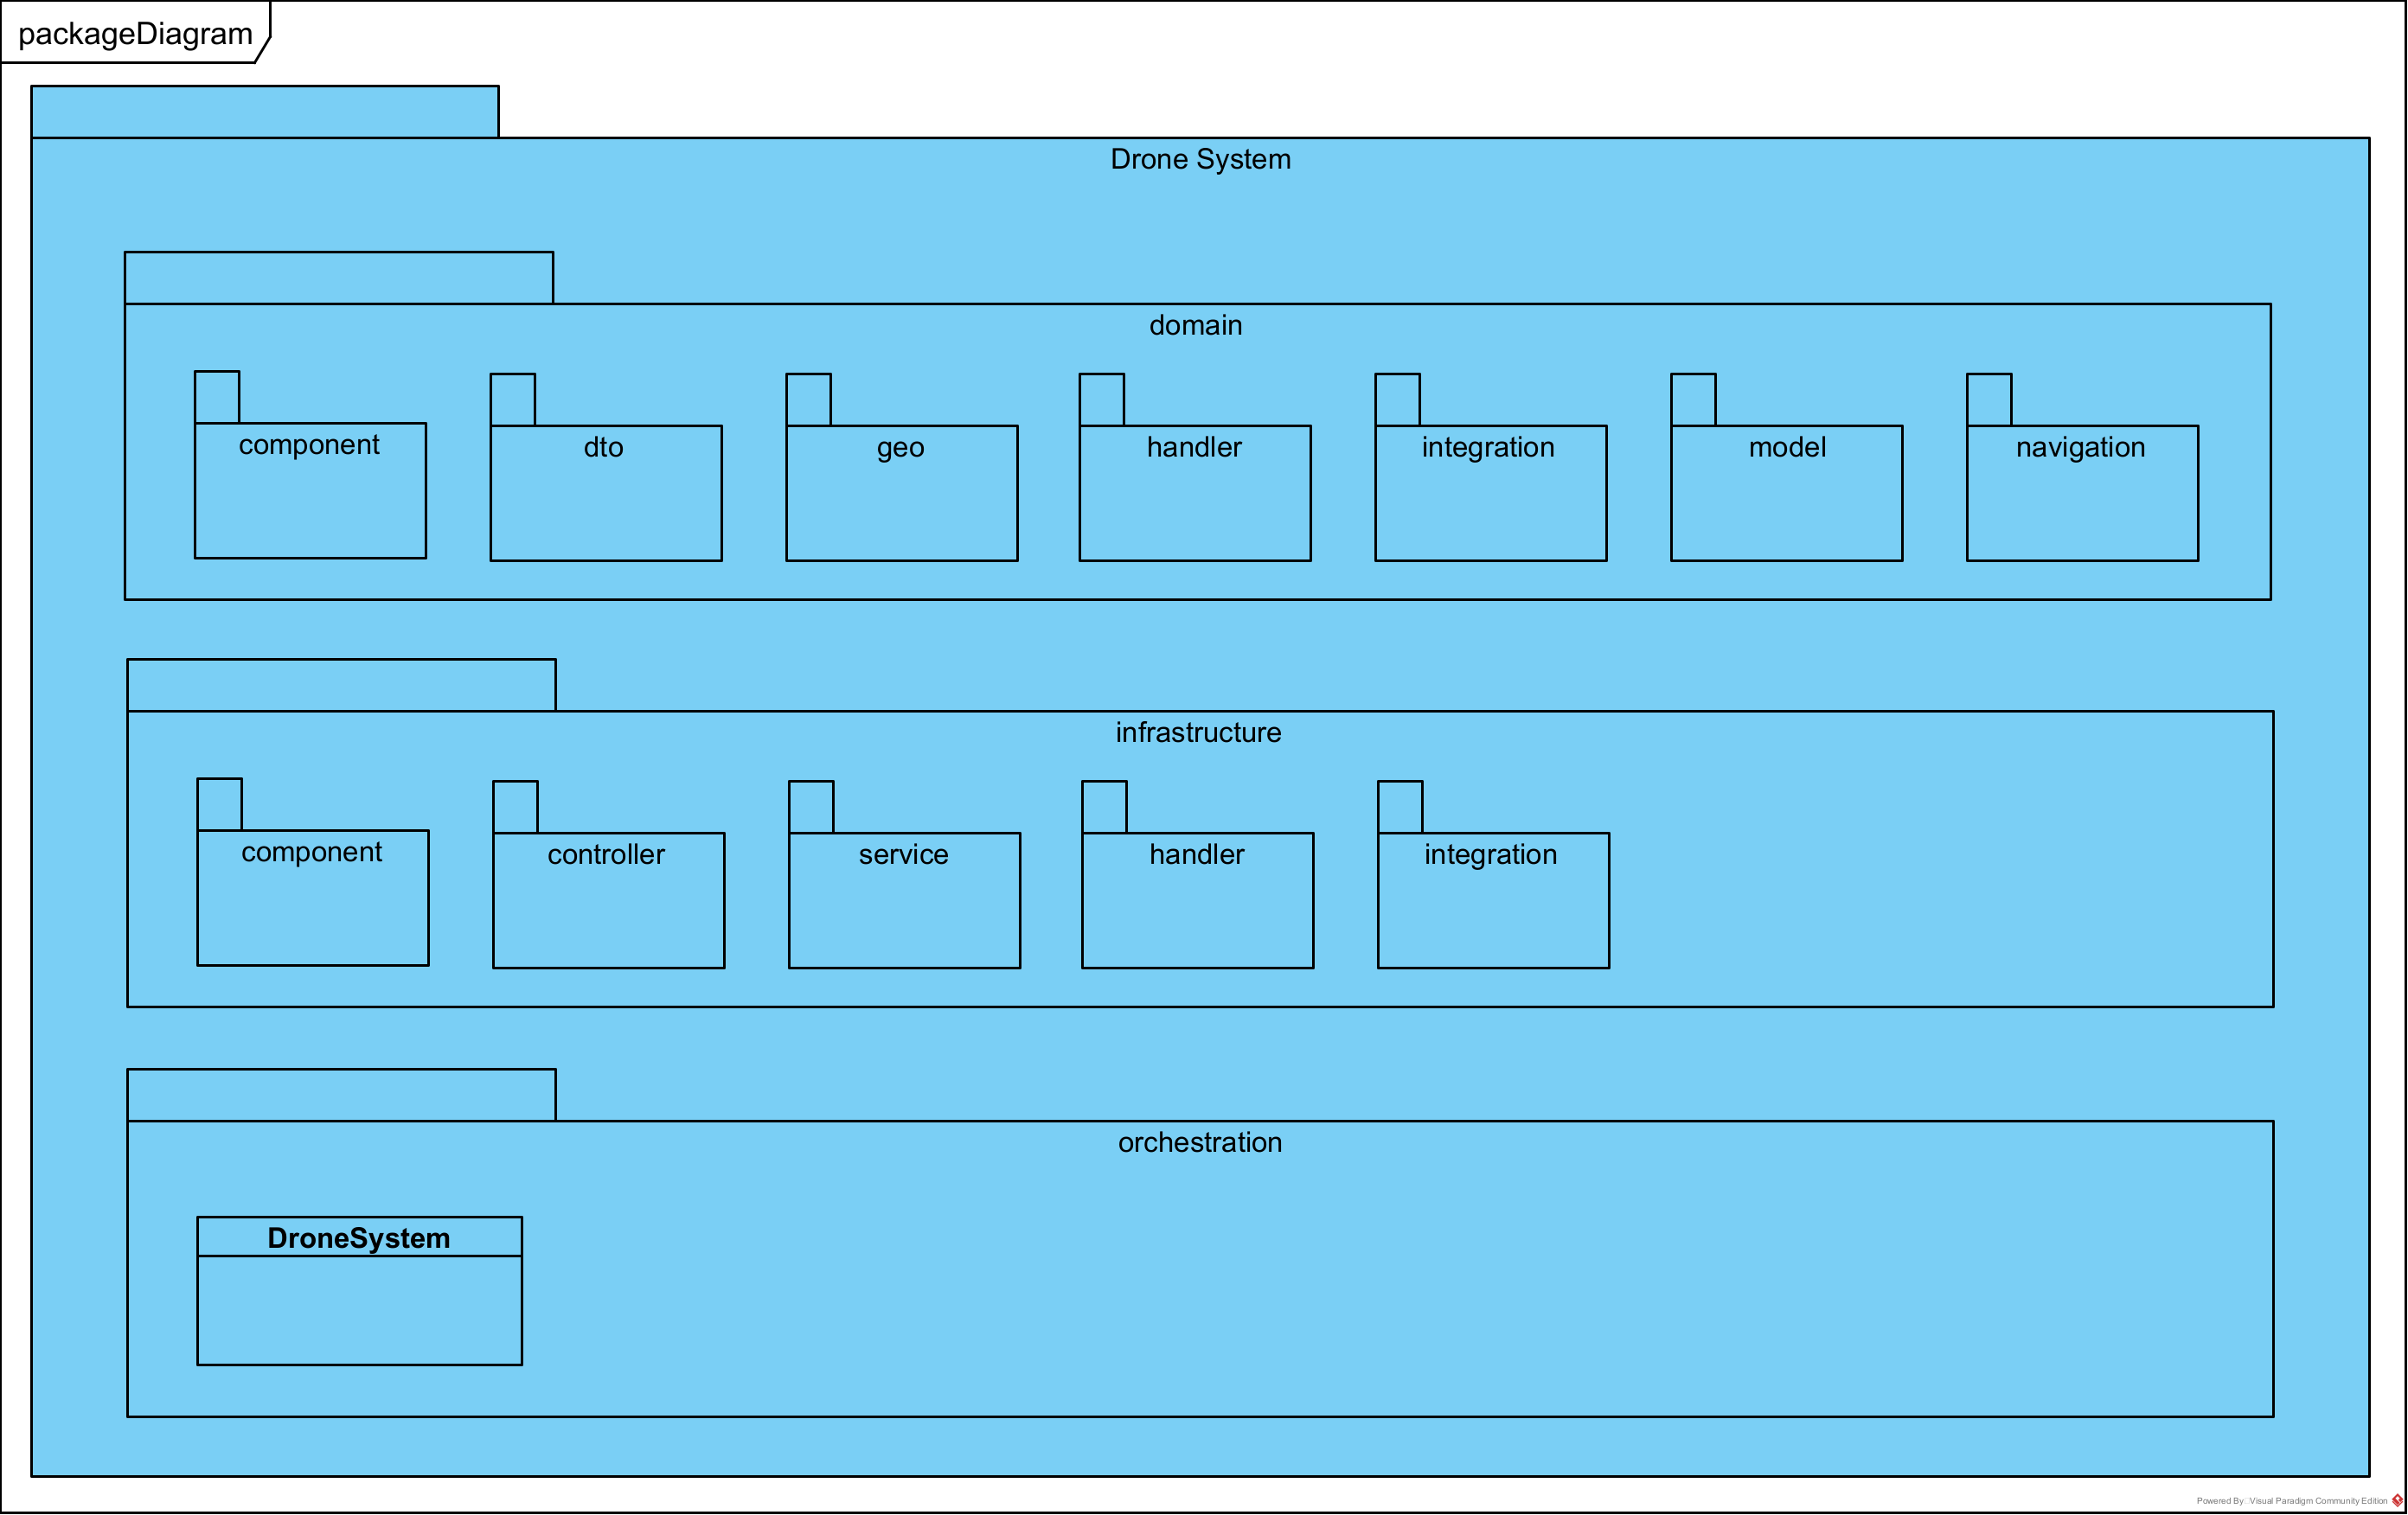 packageDiagram
Drone System
domain
component
dto
geo
handler
integration
model
navigation
infrastructure
component
controller
service
handler
integration
orchestration
DroneSystem
Powered By Visual Paradigm Community Edition